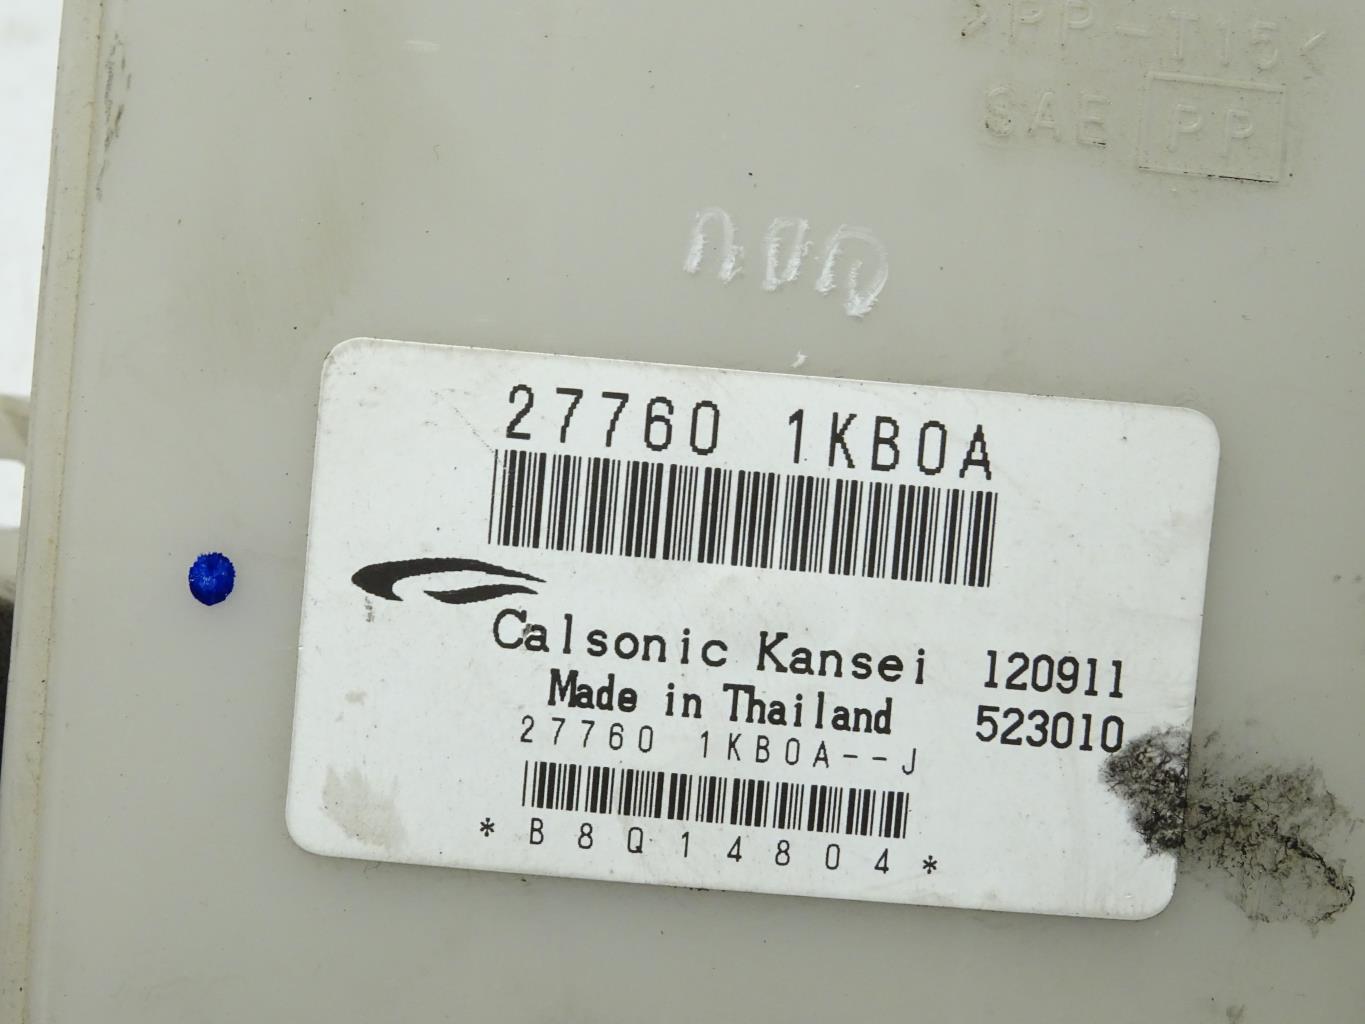 >PP-T15<
SAE PP
27760 1KB0A
Calsonic Kansei 120911
Made in Thailand 523010
27760 1KB0A--J
*B8Q14804*